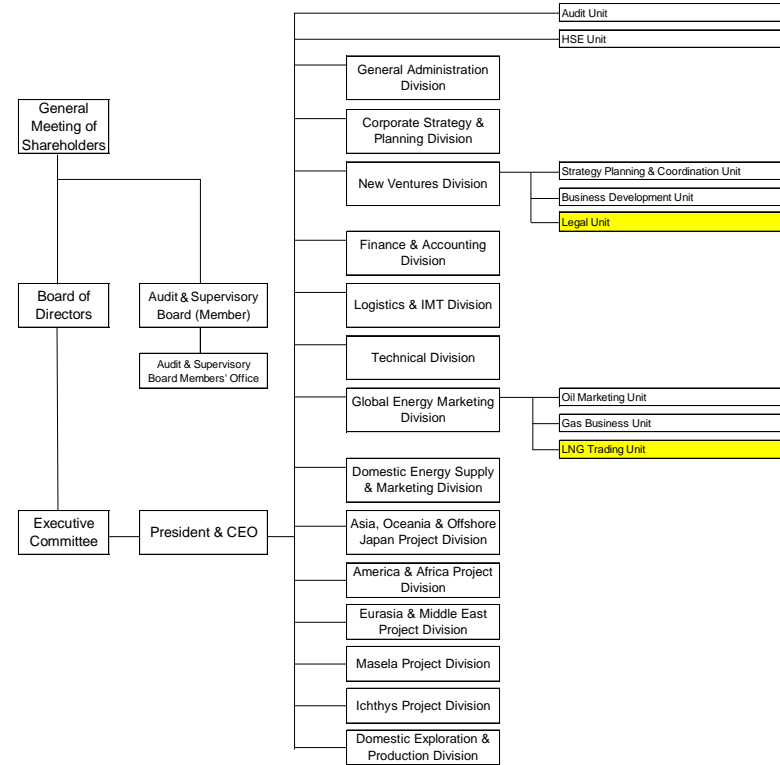 Audit Unit
HSE Unit
General Administration
Division
General
Meeting of
Shareholders
Corporate Strategy &
Planning Division
New Ventures Division
Strategy Planning & Coordination Unit
Business Development Unit
Legal Unit
Finance & Accounting
Division
Board of
Directors
Audit & Supervisory
Board (Member)
Logistics & IMT Division
Audit & Supervisory
Board Members' Office
Technical Division
Global Energy Marketing
Division
Oil Marketing Unit
Gas Business Unit
LNG Trading Unit
Domestic Energy Supply
& Marketing Division
Executive
Committee
President & CEO
Asia, Oceania & Offshore
Japan Project Division
America & Africa Project
Division
Eurasia & Middle East
Project Division
Masela Project Division
Ichthys Project Division
Domestic Exploration &
Production Division